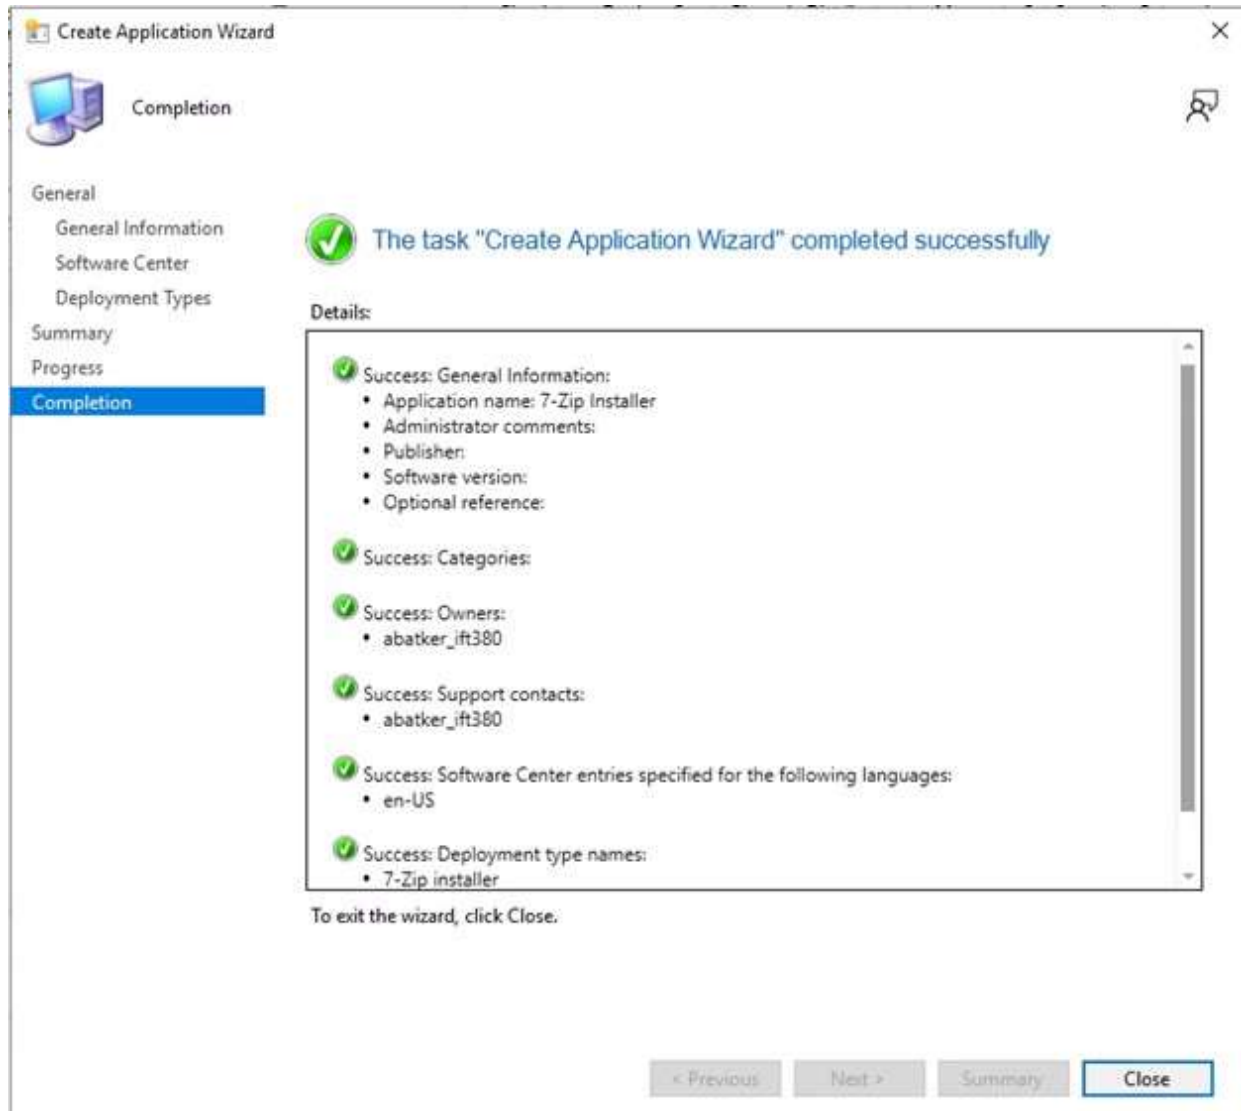 Create Application Wizard
Completion
General
General Information
Software Center
Deployment Types
Summary
Progress
Completion
The task "Create Application Wizard" completed successfully
Details:
Success: General Information:
• Application name: 7-Zip Installer
• Administrator comments:
• Publisher:
• Software version:
• Optional reference:
Success: Categories:
Success: Owners:
• abatker_ift380
Success: Support contacts:
• abatker_ift380
Success: Software Center entries specified for the following languages:
• en-US
Success: Deployment type names:
• 7-Zip installer
To exit the wizard, click Close.
< Previous
Next >
Summary
Close